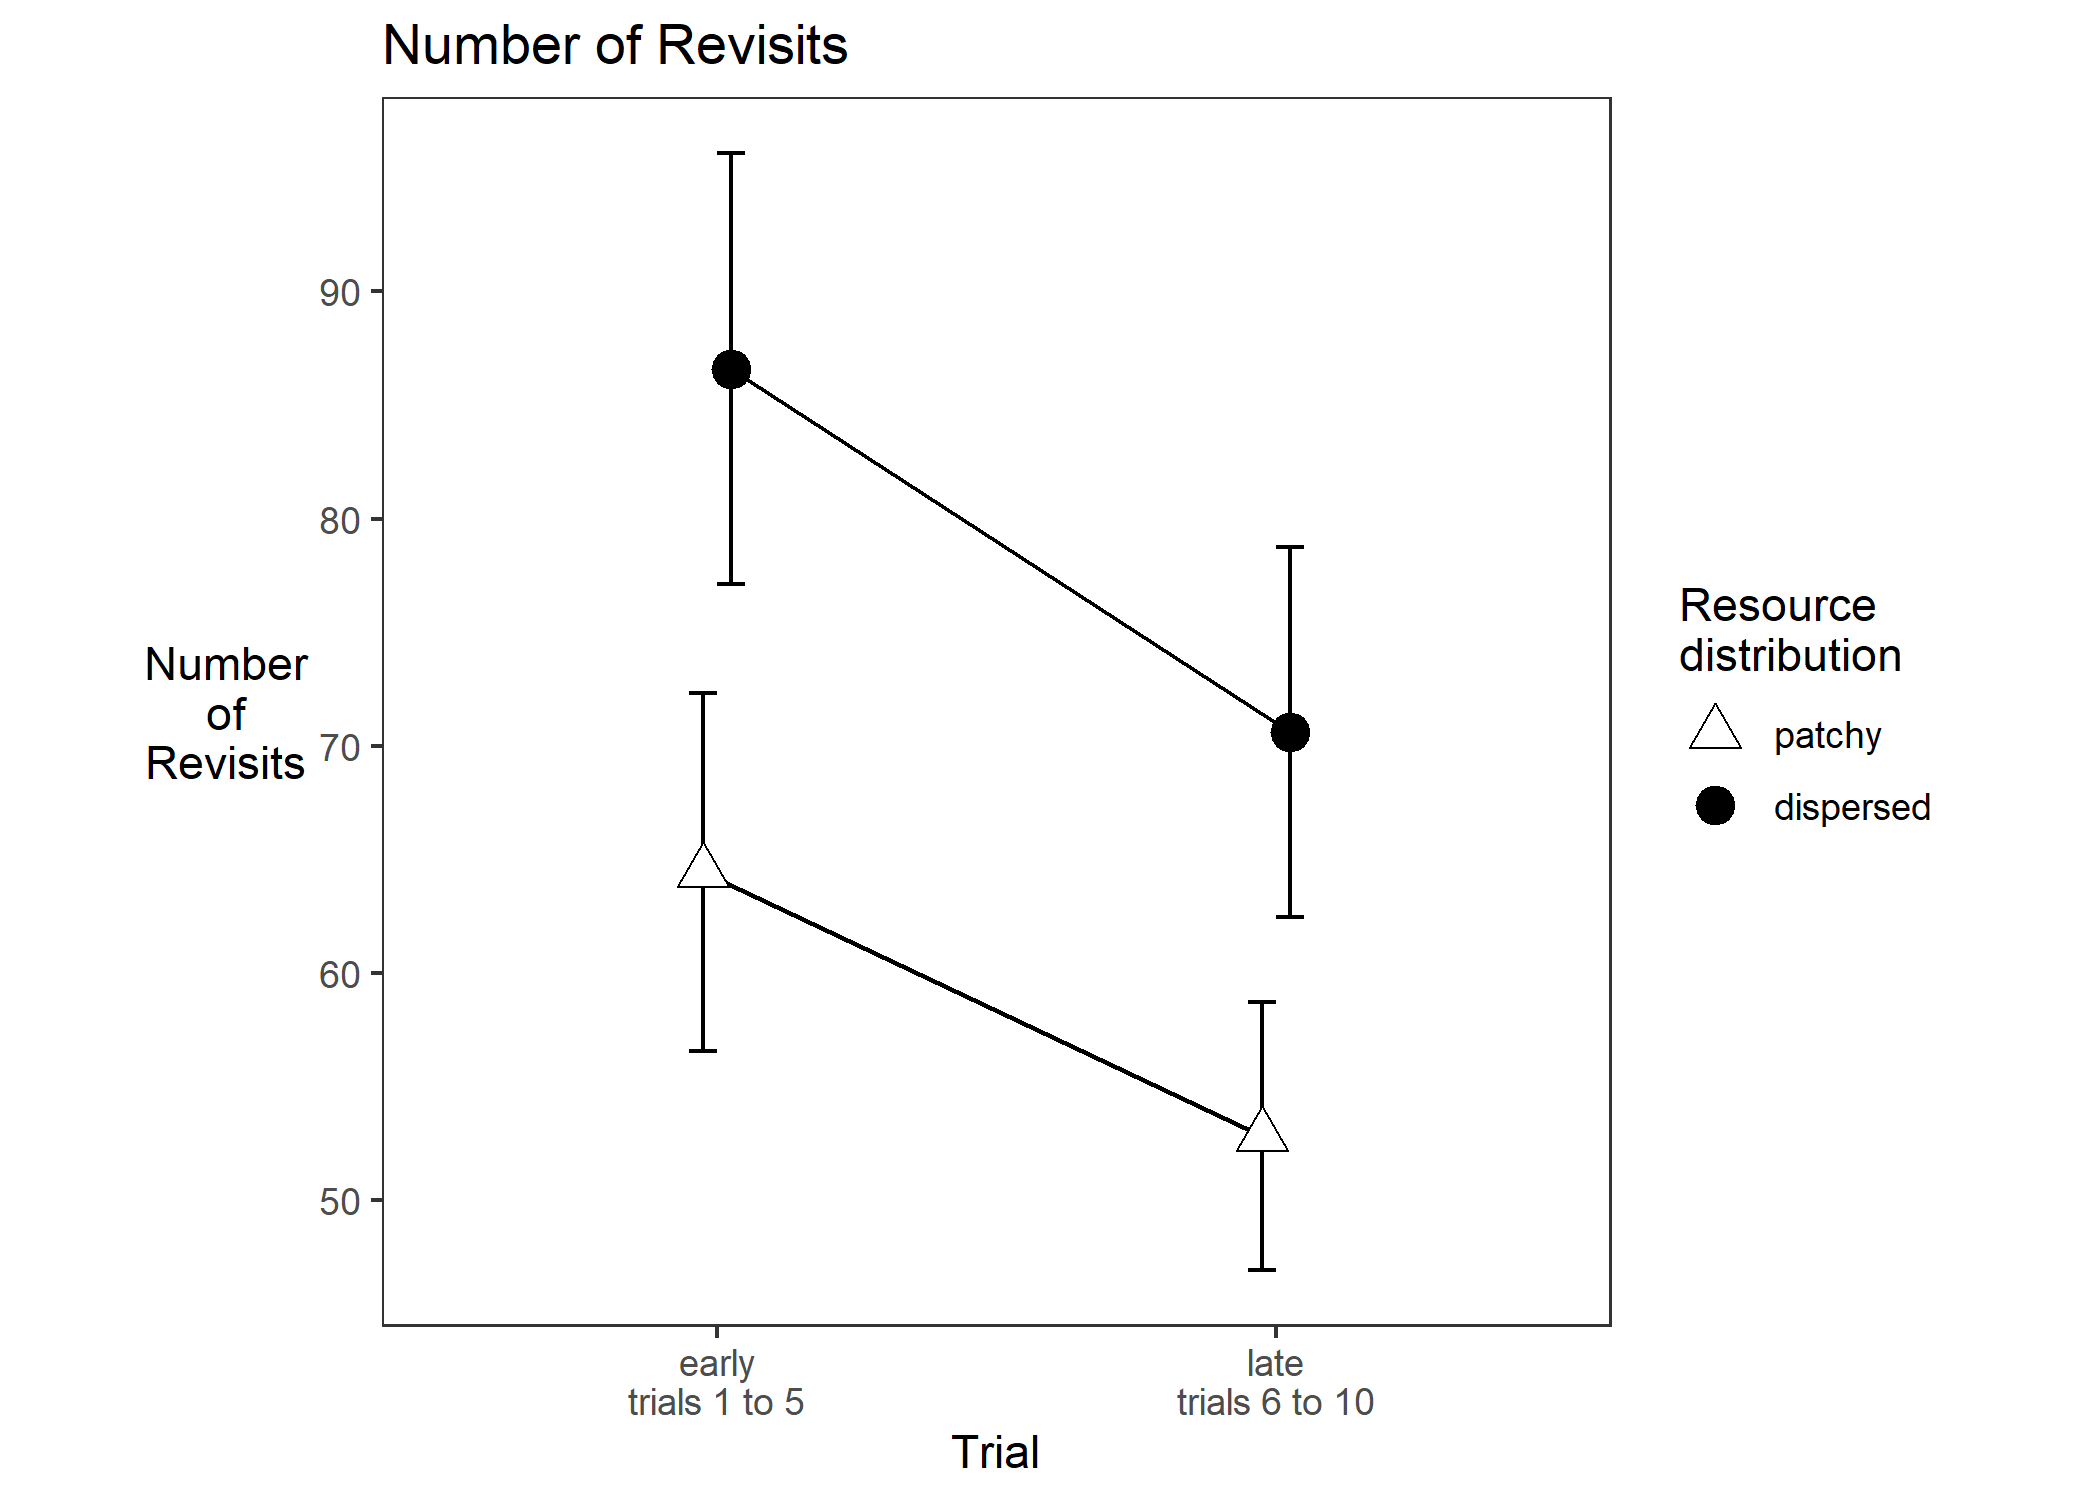 Number of Revisits
Number
of
Revisits
90
80
70
60
50
early
trials 1 to 5
late
trials 6 to 10
Trial
Resource
distribution
patchy
dispersed